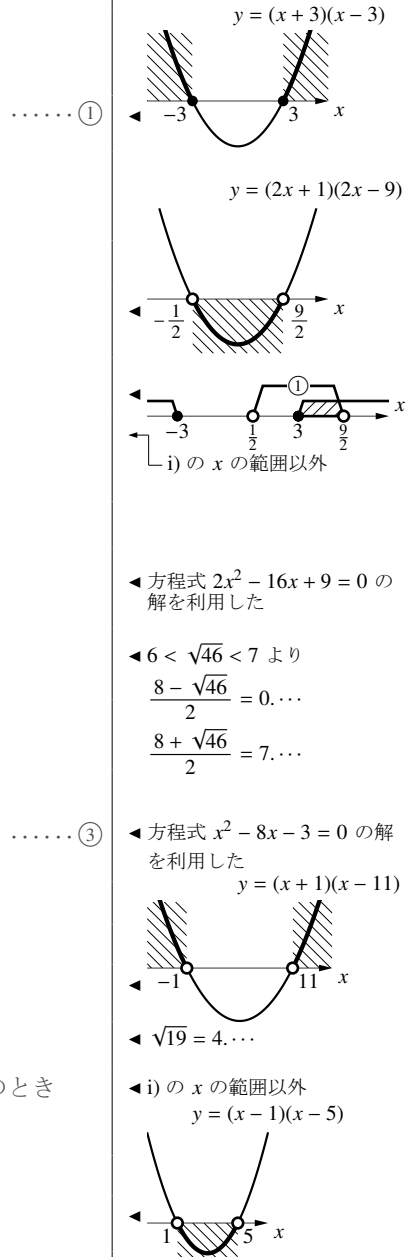 y = (x + 3)(x − 3)
……①
◀ −3 3 x
y = (2x + 1)(2x − 9)
◀ −1/2 9/2 x
◀ ① x
−3 1/2 3 9/2
i) の x の範囲以外
◀ 方程式 2x² − 16x + 9 = 0 の
解を利用した
◀ 6 < √46 < 7 より
(8 − √46)/2 = 0.⋯
(8 + √46)/2 = 7.⋯
……③
◀ 方程式 x² − 8x − 3 = 0 の解
を利用した
y = (x + 1)(x − 11)
◀ −1 11 x
◀ √19 = 4.⋯
のとき
◀ i) の x の範囲以外
y = (x − 1)(x − 5)
◀ 1 5 x